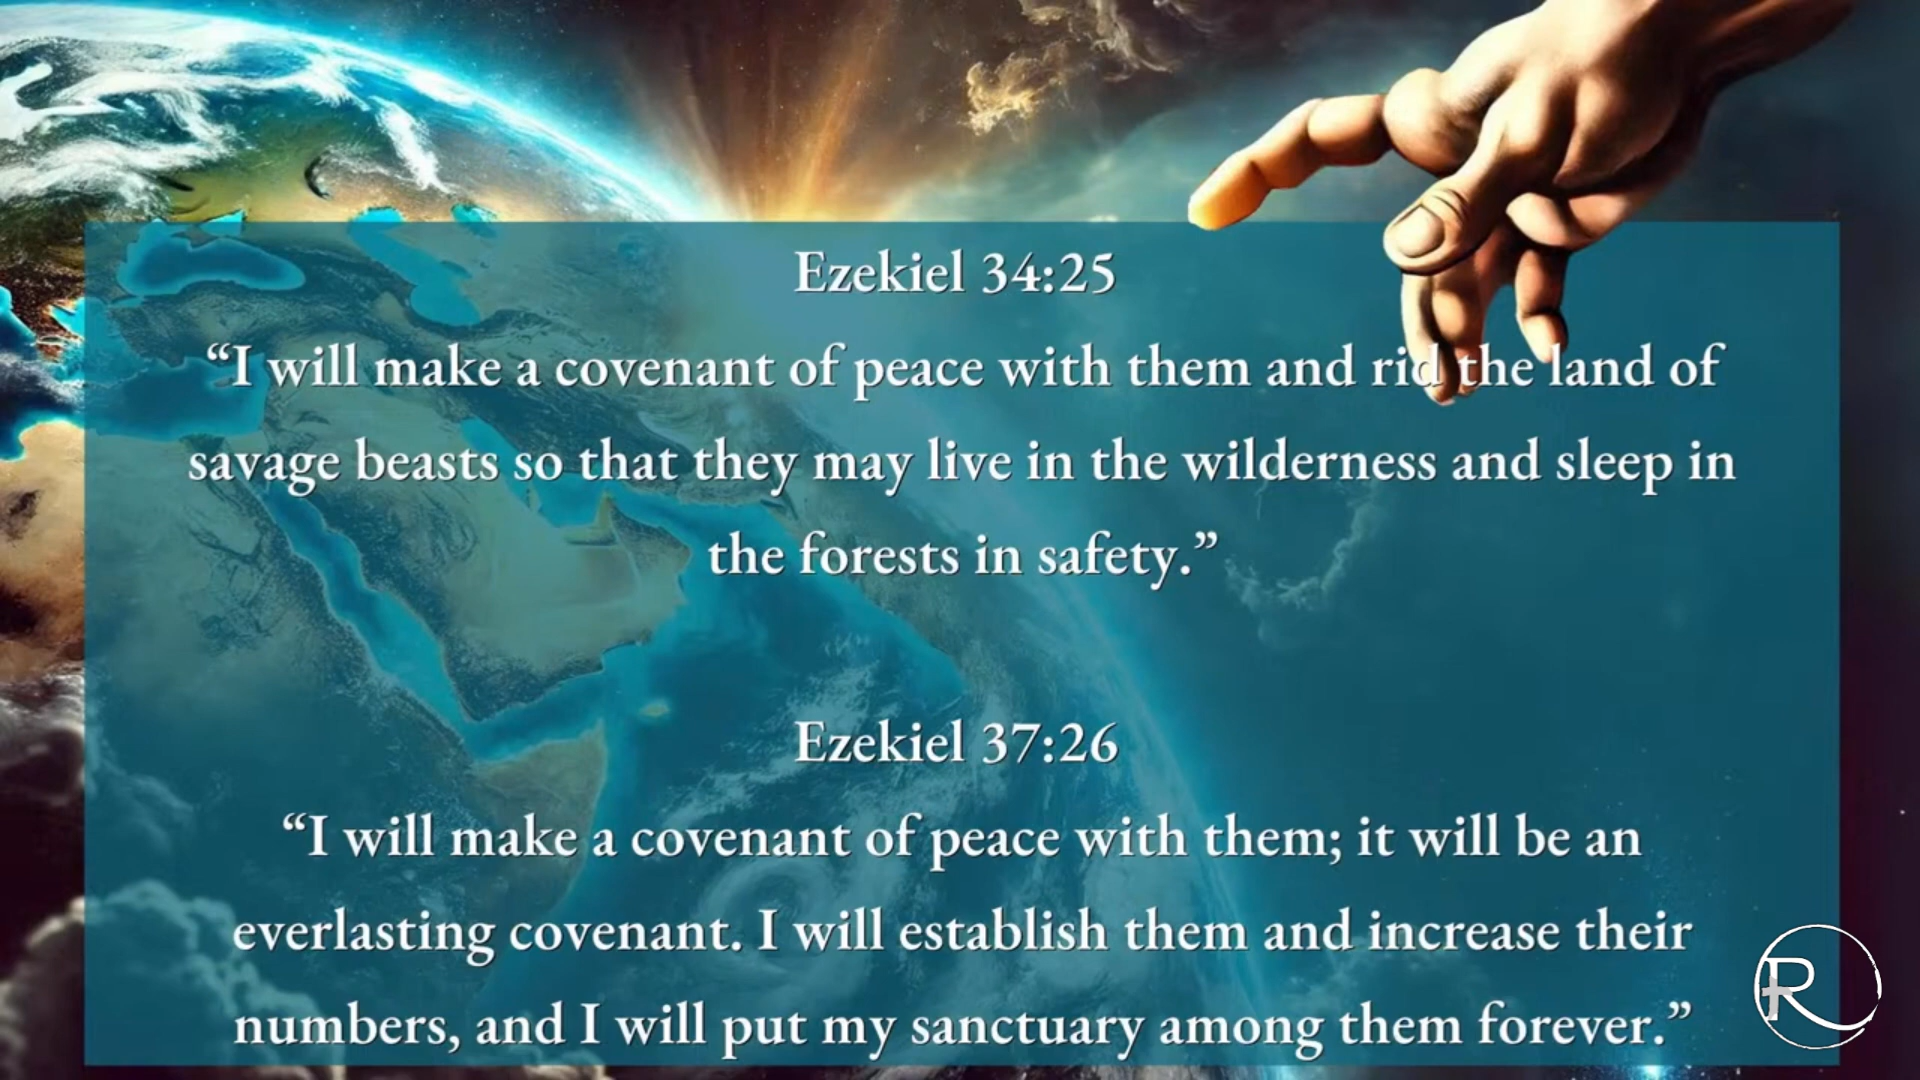 Ezekiel 34:25
“I will make a covenant of peace with them and rid the land of
savage beasts so that they may live in the wilderness and sleep in
the forests in safety.”
Ezekiel 37:26
“I will make a covenant of peace with them; it will be an
everlasting covenant. I will establish them and increase their
numbers, and I will put my sanctuary among them forever.”
R